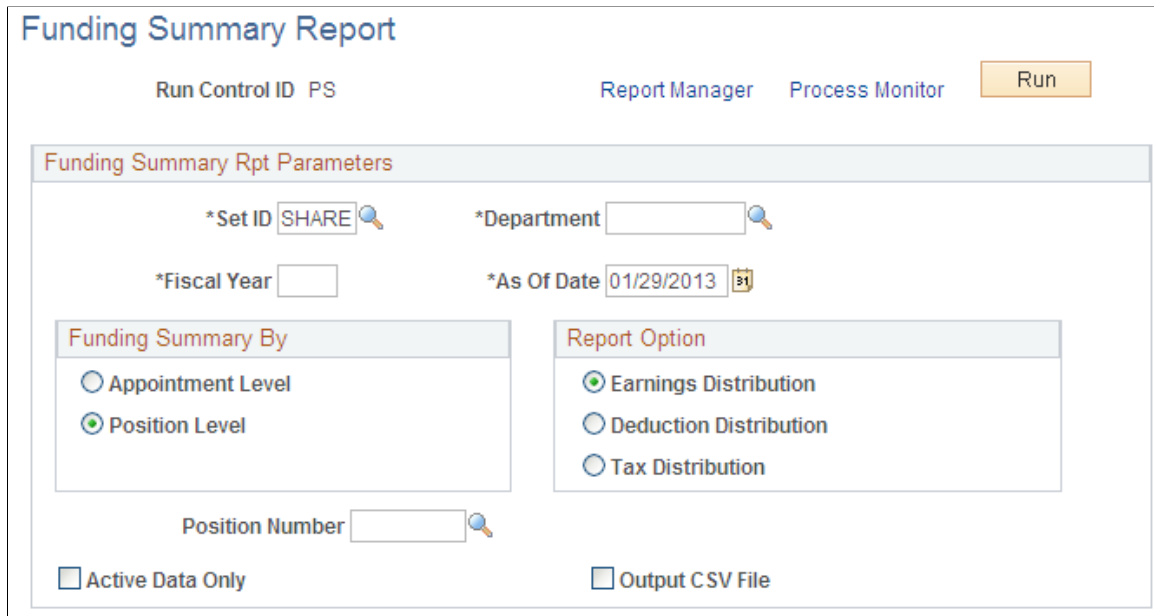 Funding Summary Report
Run Control ID PS Report Manager Process Monitor Run
Funding Summary Rpt Parameters
*Set ID SHARE *Department
*Fiscal Year *As Of Date 01/29/2013 31
Funding Summary By Report Option
Appointment Level Earnings Distribution
Position Level Deduction Distribution
Tax Distribution
Position Number
Active Data Only Output CSV File